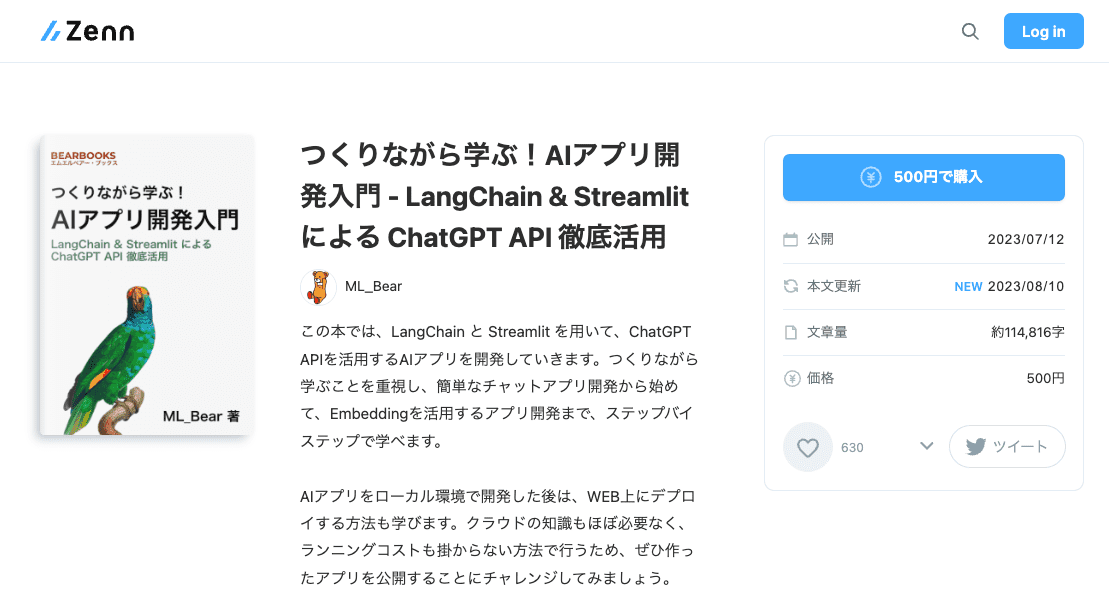 Zenn
Log in
BEARBOOKS
エムエルベアー・ブックス
つくりながら学ぶ！
AIアプリ開発入門
LangChain & Streamlit による
ChatGPT API 徹底活用
ML_Bear 著
つくりながら学ぶ！AIアプリ開
発入門 - LangChain & Streamlit
による ChatGPT API 徹底活用
ML_Bear
この本では、LangChain と Streamlit を用いて、ChatGPT
APIを活用するAIアプリを開発していきます。つくりながら
学ぶことを重視し、簡単なチャットアプリ開発から始め
て、Embeddingを活用するアプリ開発まで、ステップバイ
ステップで学べます。
AIアプリをローカル環境で開発した後は、WEB上にデプロ
イする方法も学びます。クラウドの知識もほぼ必要なく、
ランニングコストも掛からない方法で行うため、ぜひ作っ
たアプリを公開することにチャレンジしてみましょう。
¥ 500円で購入
公開 2023/07/12
本文更新 NEW 2023/08/10
文章量 約114,816字
¥ 価格 500円
630 ツイート